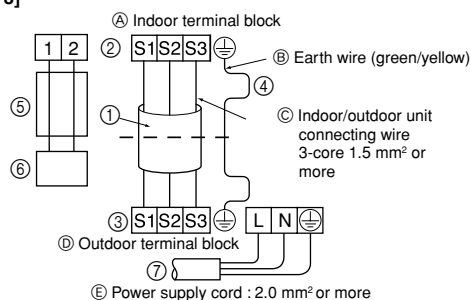 o]
Ⓐ Indoor terminal block
1 2 ② S1 S2 S3
Ⓑ Earth wire (green/yellow)
④
⑤ ①
Ⓒ Indoor/outdoor unit
connecting wire
3-core 1.5 mm² or
more
⑥
③ S1 S2 S3 L N
Ⓓ Outdoor terminal block
⑦
Ⓔ Power supply cord : 2.0 mm² or more